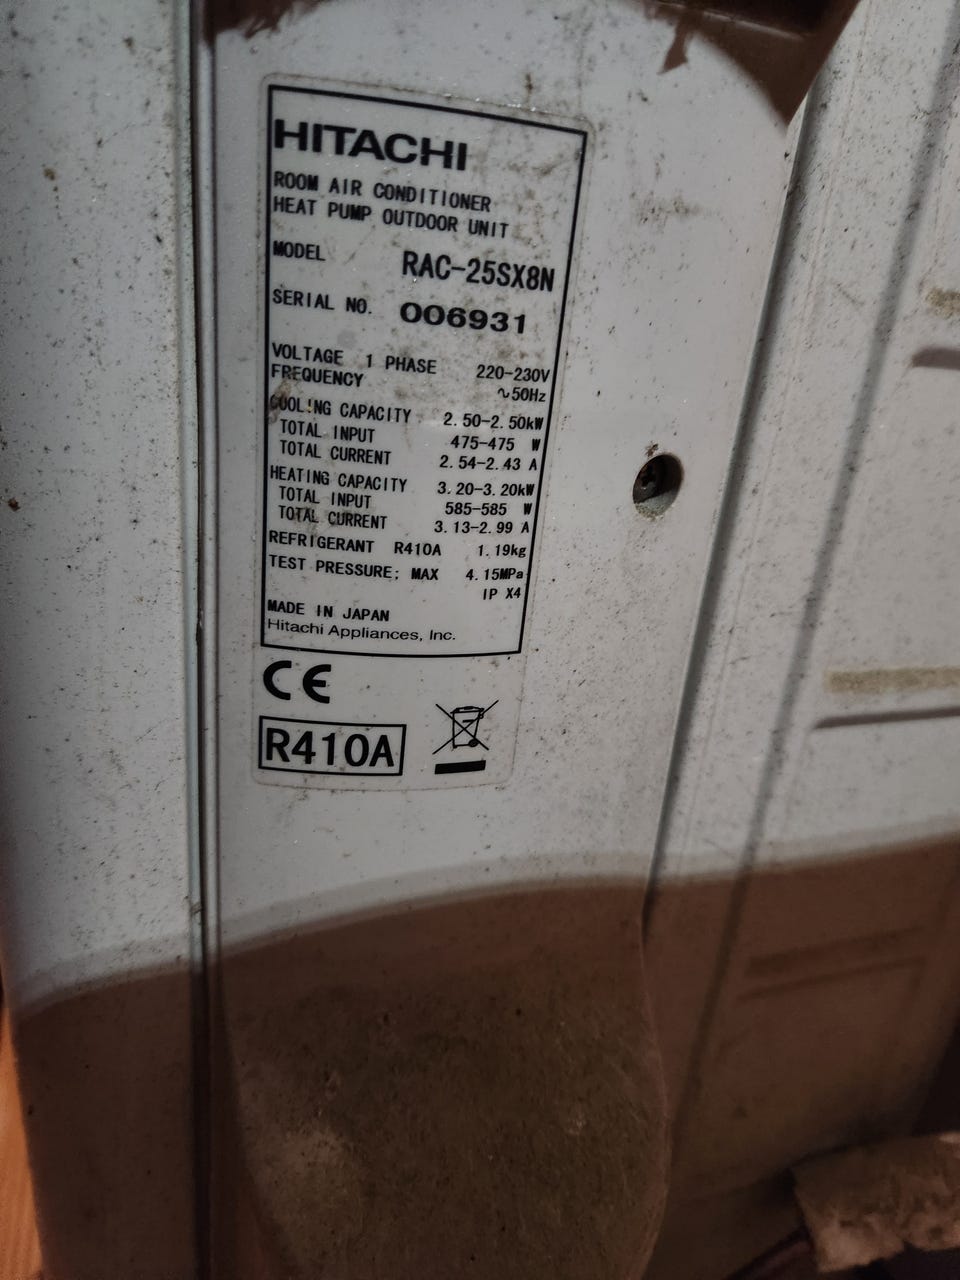 HITACHI
ROOM AIR CONDITIONER
HEAT PUMP OUTDOOR UNIT
MODEL RAC-25SX8N
SERIAL NO. 006931
VOLTAGE 1 PHASE 220-230V
FREQUENCY ~50Hz
COOLING CAPACITY 2.50-2.50kW
TOTAL INPUT 475-475 W
TOTAL CURRENT 2.54-2.43 A
HEATING CAPACITY 3.20-3.20kW
TOTAL INPUT 585-585 W
TOTAL CURRENT 3.13-2.99 A
REFRIGERANT R410A 1.19kg
TEST PRESSURE; MAX 4.15MPa
IP X4
MADE IN JAPAN
Hitachi Appliances, Inc.
CE
R410A